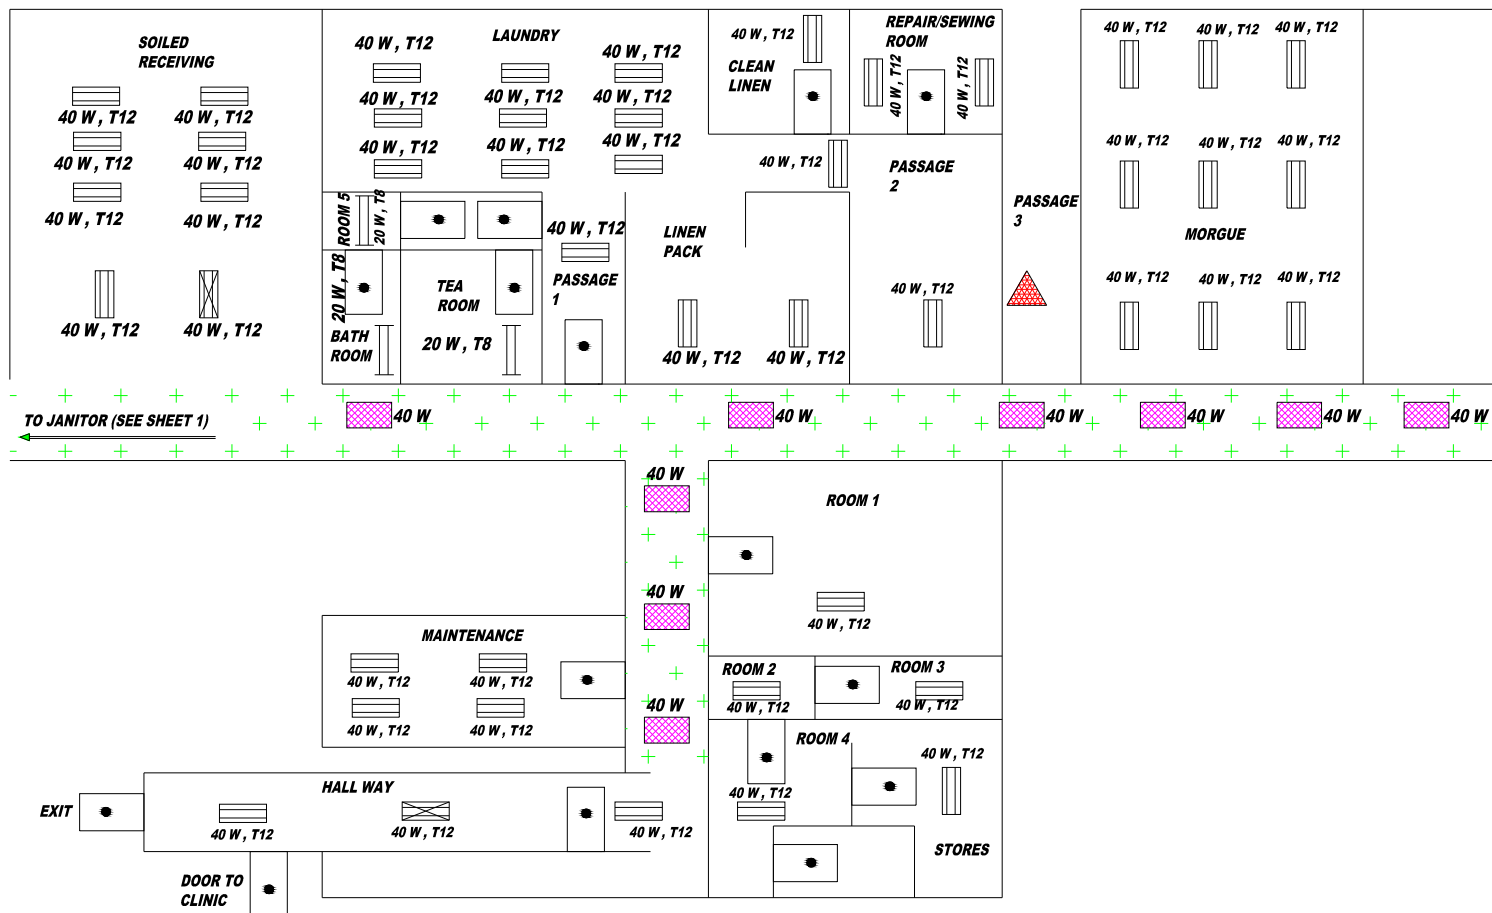 SOILED
RECEIVING
40 W , T12
40 W , T12
40 W , T12
40 W , T12
40 W , T12
40 W , T12
40 W , T12
40 W , T12
LAUNDRY
40 W , T12
40 W , T12
40 W , T12
40 W , T12
40 W , T12
40 W , T12
40 W , T12
40 W , T12
ROOM 5
20 W , T8
20 W , T8
BATH
ROOM
TEA
ROOM
20 W , T8
40 W , T12
PASSAGE
1
40 W , T12
CLEAN
LINEN
REPAIR/SEWING
ROOM
40 W , T12
40 W , T12
40 W , T12
LINEN
PACK
40 W , T12
40 W , T12
PASSAGE
2
40 W , T12
PASSAGE
3
40 W , T12
40 W , T12
40 W , T12
40 W , T12
40 W , T12
40 W , T12
MORGUE
40 W , T12
40 W , T12
40 W , T12
TO JANITOR (SEE SHEET 1)
40 W
40 W
40 W
40 W
40 W
40 W
40 W
40 W
40 W
ROOM 1
40 W , T12
MAINTENANCE
40 W , T12
40 W , T12
40 W , T12
40 W , T12
ROOM 2
40 W , T12
ROOM 3
40 W , T12
ROOM 4
40 W , T12
40 W , T12
STORES
HALL WAY
EXIT
40 W , T12
40 W , T12
40 W , T12
DOOR TO
CLINIC